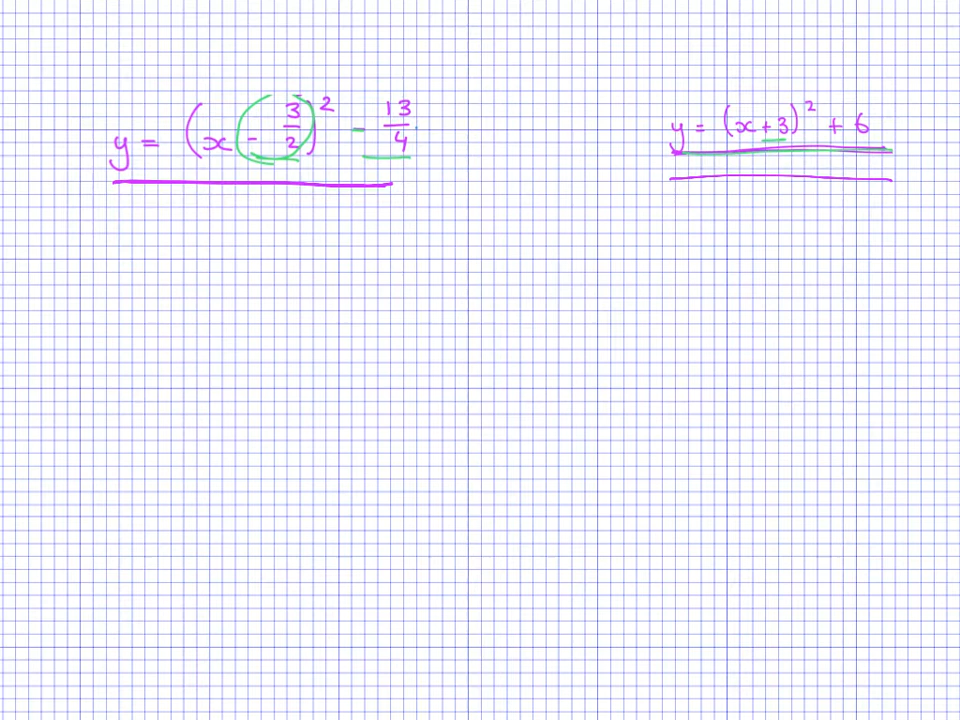 y = (x - 3/2)² - 13/4
y = (x+3)² + 6